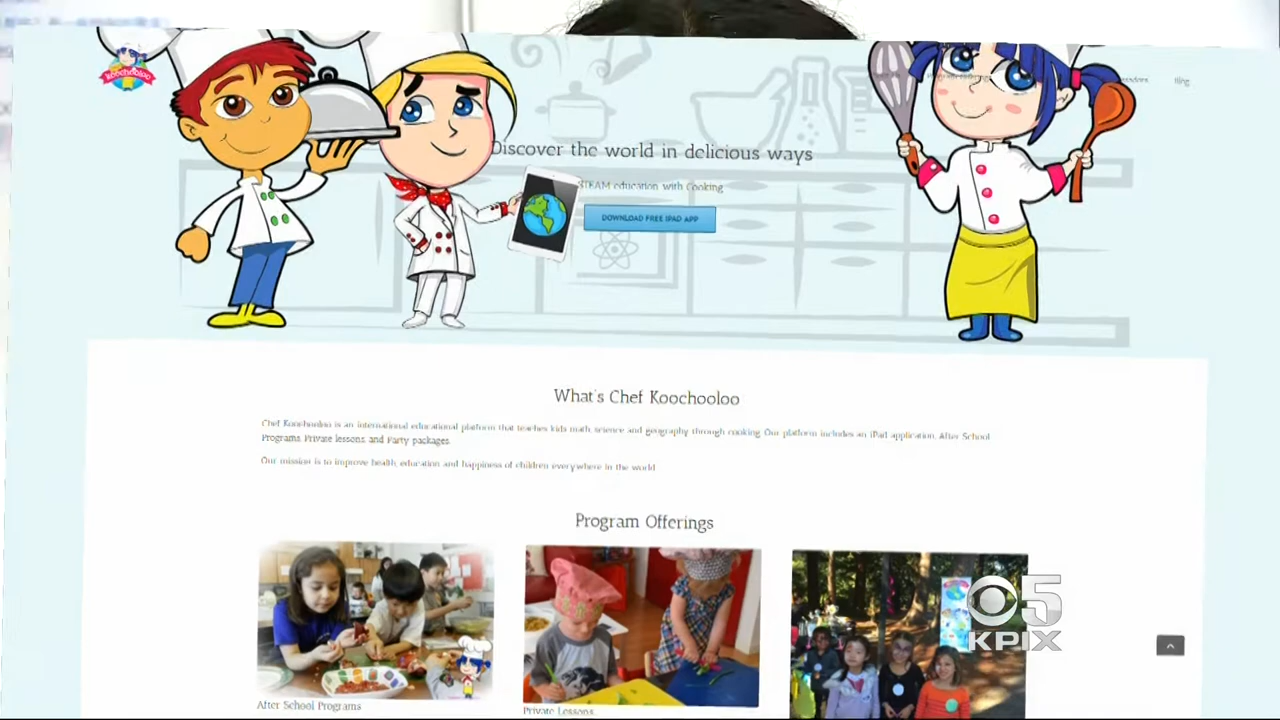 koochooloo
Blog
Discover the world in delicious ways
STEAM education with Cooking
DOWNLOAD FREE IPAD APP
What's Chef Koochooloo
Chef Koochooloo is an international educational platform that teaches kids math, science and geography through cooking. Our platform includes an iPad application, After School
Programs, Private lessons, and Party packages.
Our mission is to improve health, education and happiness of children everywhere in the world
Program Offerings
5
KPIX
After School Programs
Private Lessons